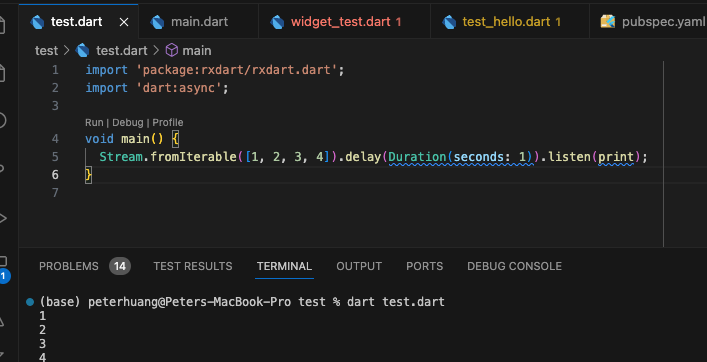 test.dart main.dart widget_test.dart 1 test_hello.dart 1 pubspec.yaml
test > test.dart > main
1 import 'package:rxdart/rxdart.dart';
2 import 'dart:async';
3
Run | Debug | Profile
4 void main() {
5 Stream.fromIterable([1, 2, 3, 4]).delay(Duration(seconds: 1)).listen(print);
6 }
7
PROBLEMS 14 TEST RESULTS TERMINAL OUTPUT PORTS DEBUG CONSOLE
1
(base) peterhuang@Peters-MacBook-Pro test % dart test.dart
1
2
3
4